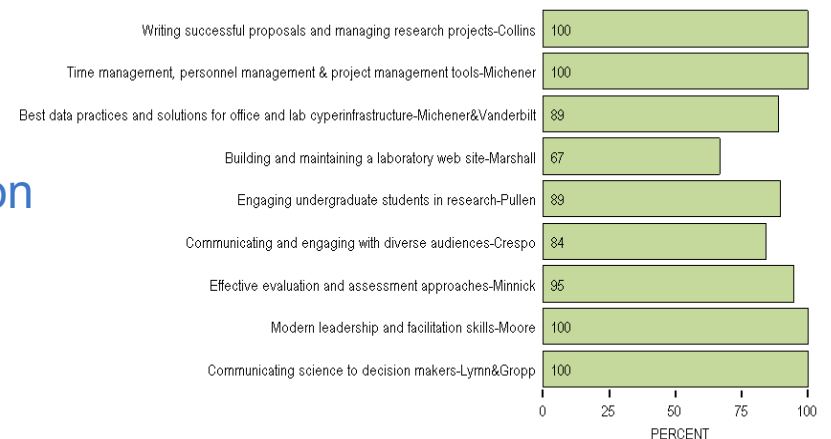 Writing successful proposals and managing research projects-Collins 100
Time management, personnel management & project management tools-Michener 100
Best data practices and solutions for office and lab cyperinfrastructure-Michener&Vanderbilt 89
Building and maintaining a laboratory web site-Marshall 67
on
Engaging undergraduate students in research-Pullen 89
Communicating and engaging with diverse audiences-Crespo 84
Effective evaluation and assessment approaches-Minnick 95
Modern leadership and facilitation skills-Moore 100
Communicating science to decision makers-Lymn&Gropp 100
0 25 50 75 100
PERCENT